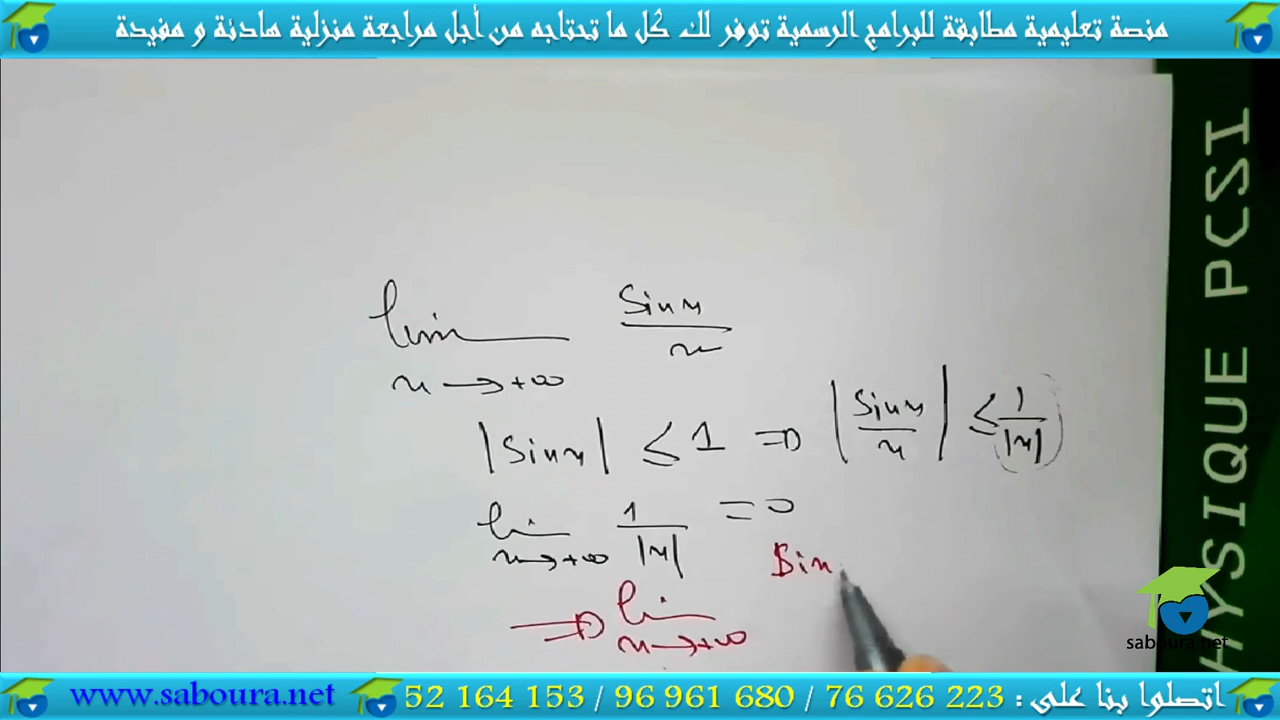 منصة تعليمية مطابقة للبرامج الرسمية توفر لك كل ما تحتاجه من أجل مراجعة منزلية هادئة و مفيدة
lim sin x / x
x → +∞
|sin x| ≤ 1 ⇒ |sin x / x| ≤ 1 / |x|
lim 1 / |x| = 0
x → +∞
⇒ lim Sin
x → +∞
HYSIQUE PCSI
saboura.net
www.saboura.net 52 164 153 / 96 961 680 / 76 626 223 : اتصلوا بنا على